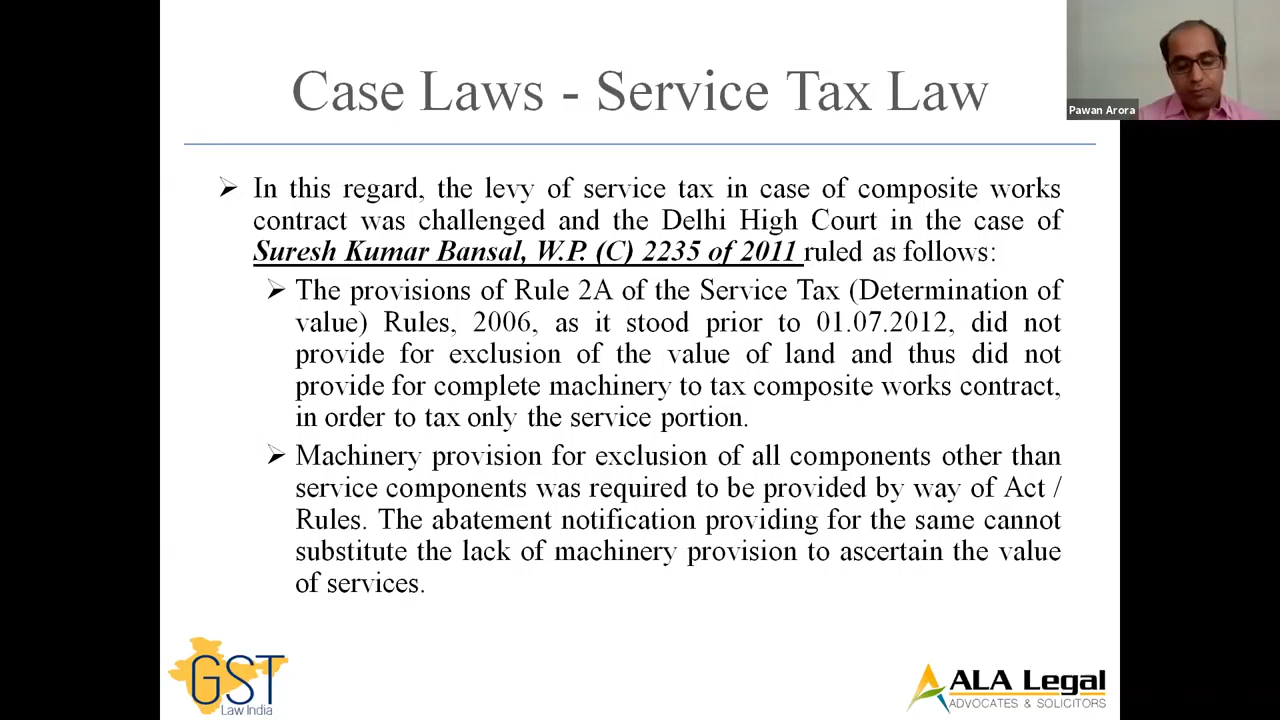 Case Laws - Service Tax Law
Pawan Arora
➢ In this regard, the levy of service tax in case of composite works
contract was challenged and the Delhi High Court in the case of
Suresh Kumar Bansal, W.P. (C) 2235 of 2011 ruled as follows:
➢ The provisions of Rule 2A of the Service Tax (Determination of
value) Rules, 2006, as it stood prior to 01.07.2012, did not
provide for exclusion of the value of land and thus did not
provide for complete machinery to tax composite works contract,
in order to tax only the service portion.
➢ Machinery provision for exclusion of all components other than
service components was required to be provided by way of Act /
Rules. The abatement notification providing for the same cannot
substitute the lack of machinery provision to ascertain the value
of services.
GST
Law India
ALA Legal
ADVOCATES & SOLICITORS